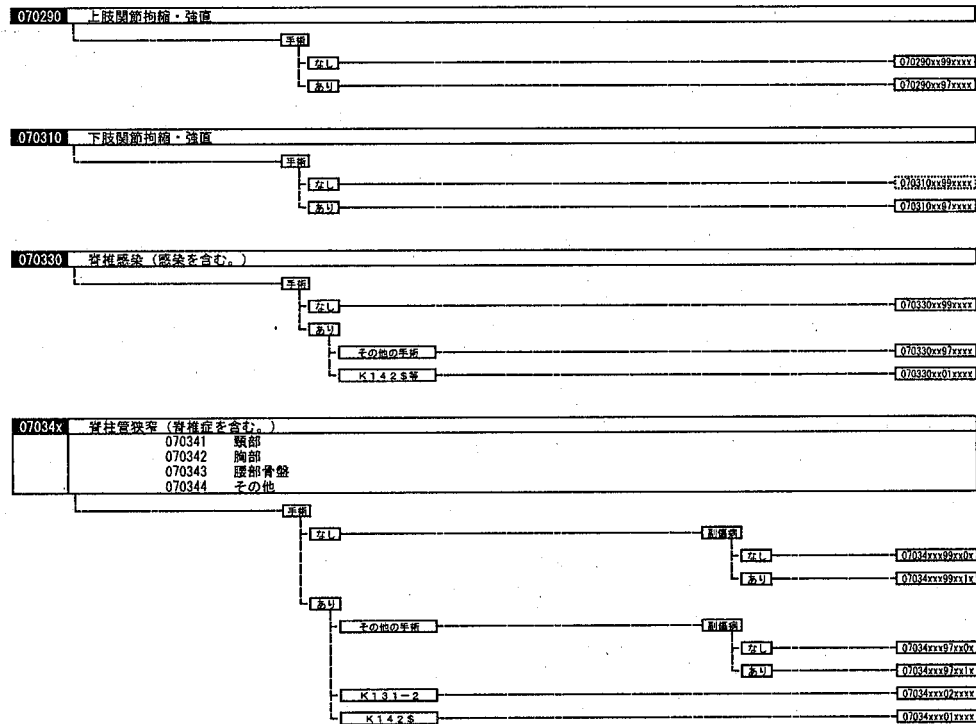 070290 上肢関節拘縮・強直
手術
なし 070290xx99xxxx
あり 070290xx97xxxx
070310 下肢関節拘縮・強直
手術
なし 070310xx99xxxx
あり 070310xx97xxxx
070330 脊椎感染（感染を含む。）
手術
なし 070330xx99xxxx
あり
その他の手術 070330xx97xxxx
K142$等 070330xx01xxxx
07034x 脊柱管狭窄（脊椎症を含む。）
070341 頸部
070342 胸部
070343 腰部骨盤
070344 その他
手術
なし 副傷病
なし 07034xxx99xx0x
あり 07034xxx99xx1x
あり
その他の手術 副傷病
なし 07034xxx97xx0x
あり 07034xxx97xx1x
K131-2 07034xxx02xxxx
K142$ 07034xxx01xxxx